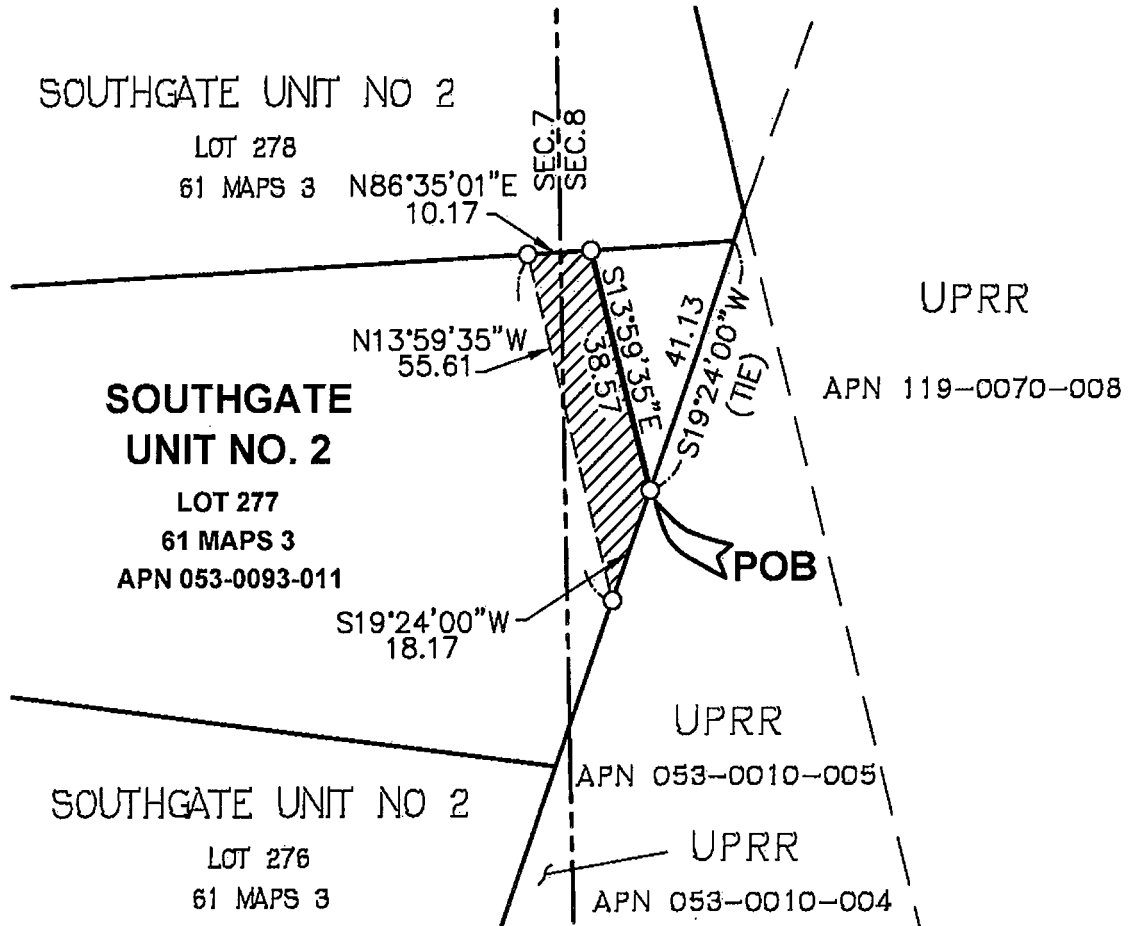 SOUTHGATE UNIT NO 2
LOT 278
61 MAPS 3
N86°35'01"E
10.17
SEC.7
SEC.8
N13°59'35"W
55.61
S13°59'35"E
38.57
41.13
S19°24'00"W
(TIE)
UPRR
APN 119-0070-008
SOUTHGATE
UNIT NO. 2
LOT 277
61 MAPS 3
APN 053-0093-011
POB
S19°24'00"W
18.17
UPRR
APN 053-0010-005
SOUTHGATE UNIT NO 2
LOT 276
61 MAPS 3
UPRR
APN 053-0010-004